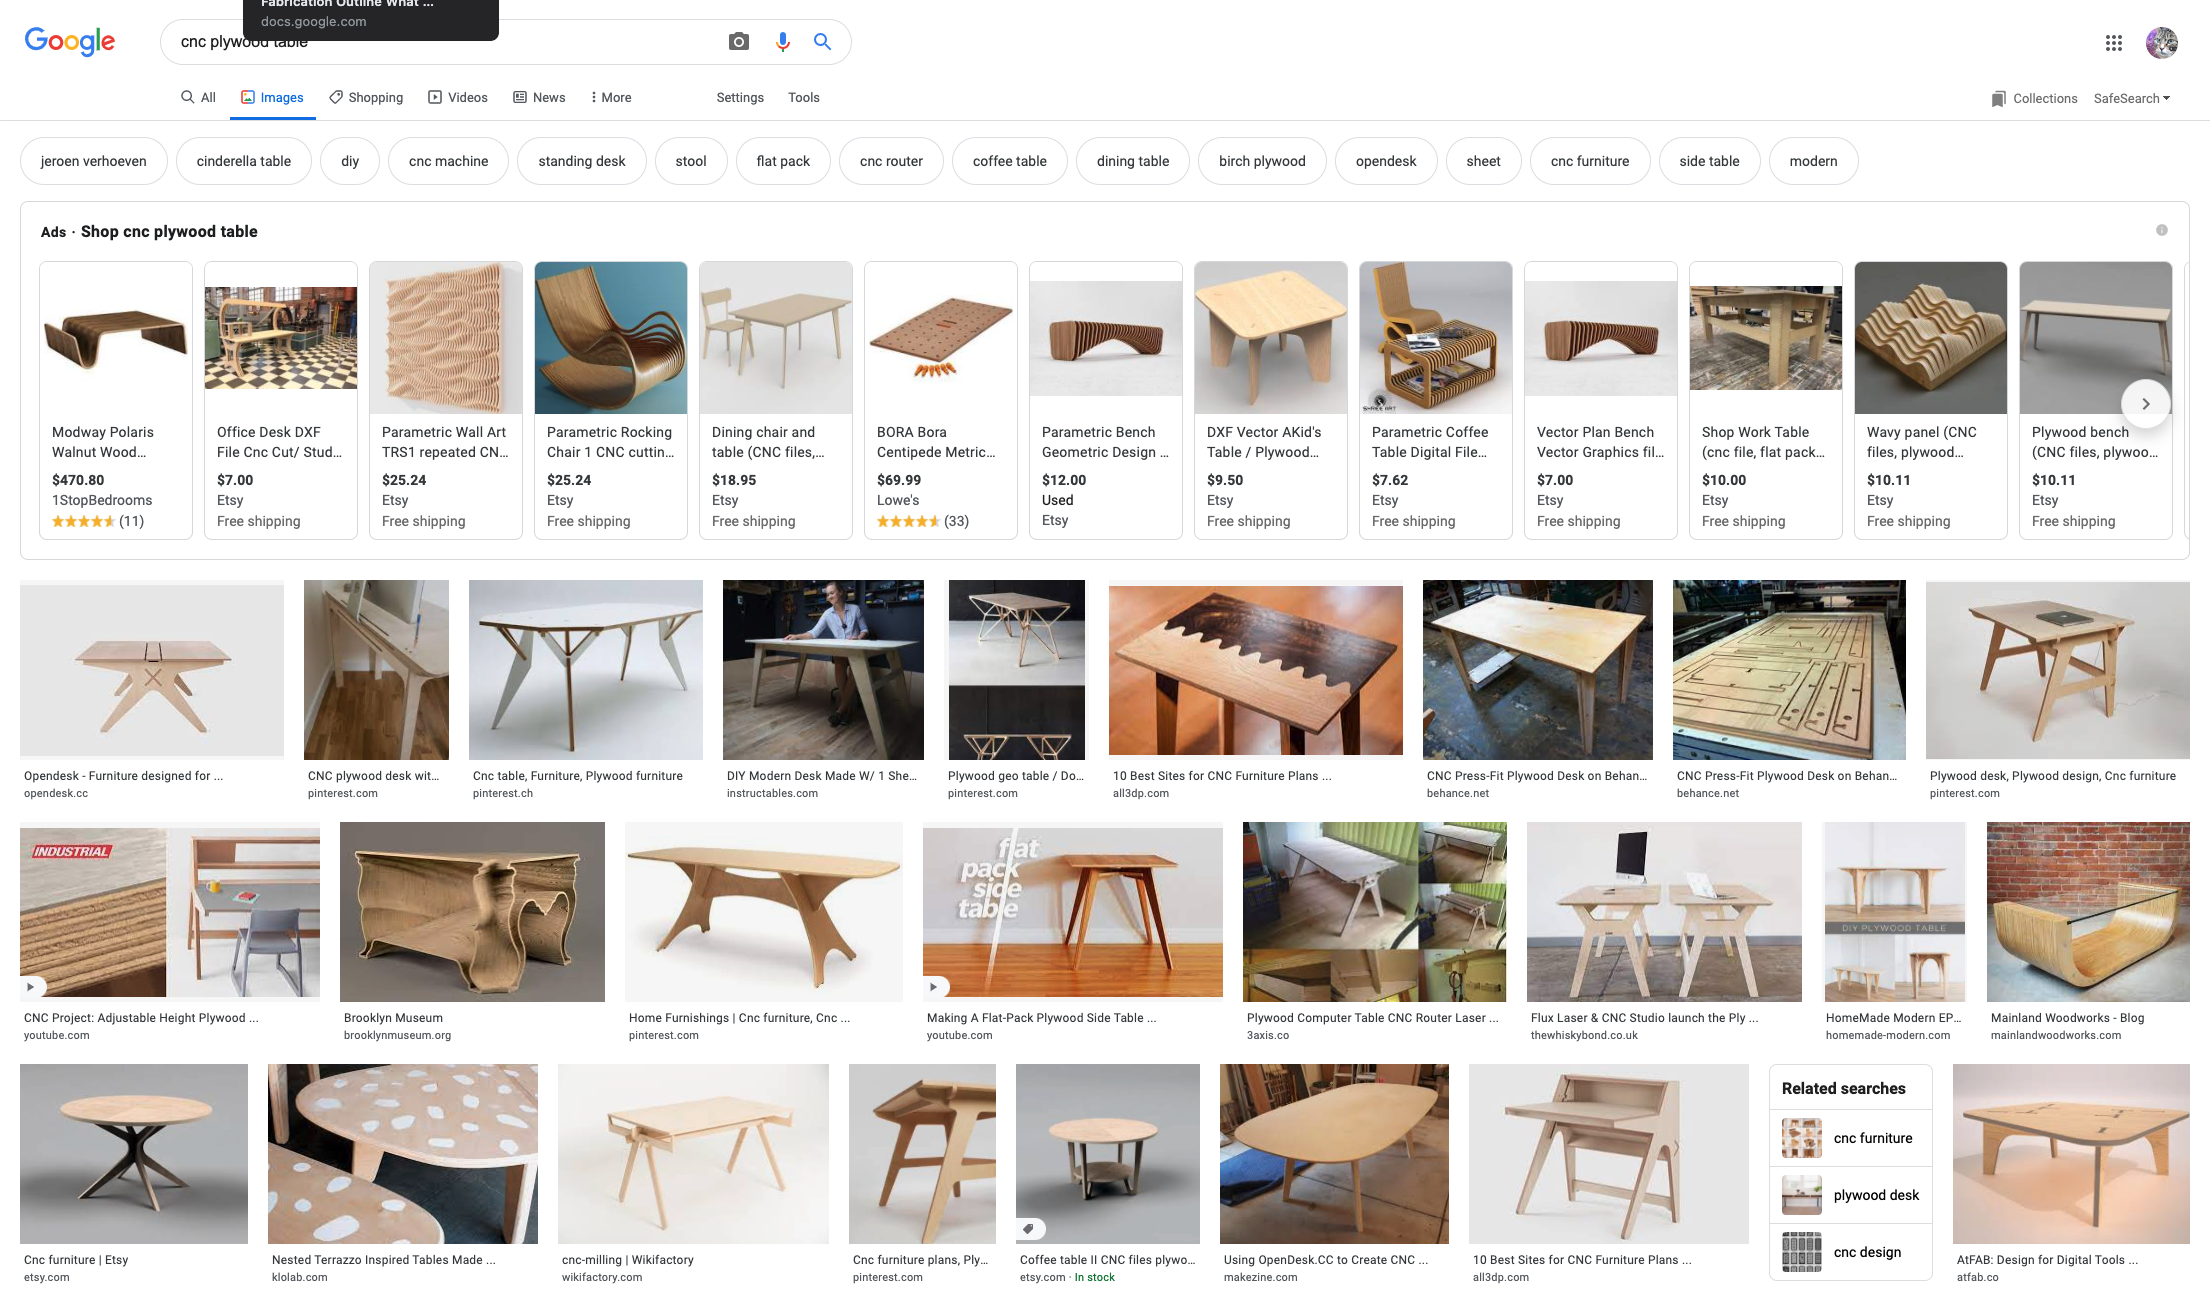 Fabrication Outline What ...
docs.google.com
Google
cnc plywood table
All
Images
Shopping
Videos
News
More
Settings
Tools
Collections
SafeSearch
jeroen verhoeven
cinderella table
diy
cnc machine
standing desk
stool
flat pack
cnc router
coffee table
dining table
birch plywood
opendesk
sheet
cnc furniture
side table
modern
Ads · Shop cnc plywood table
Modway Polaris
Walnut Wood...
$470.80
1StopBedrooms
(11)
Office Desk DXF
File Cnc Cut/ Stud...
$7.00
Etsy
Free shipping
Parametric Wall Art
TRS1 repeated CN...
$25.24
Etsy
Free shipping
Parametric Rocking
Chair 1 CNC cuttin...
$25.24
Etsy
Free shipping
Dining chair and
table (CNC files,...
$18.95
Etsy
Free shipping
BORA Bora
Centipede Metric...
$69.99
Lowe's
(33)
Parametric Bench
Geometric Design ...
$12.00
Used
Etsy
DXF Vector AKid's
Table / Plywood...
$9.50
Etsy
Free shipping
Parametric Coffee
Table Digital File...
$7.62
Etsy
Free shipping
Vector Plan Bench
Vector Graphics fil...
$7.00
Etsy
Free shipping
Shop Work Table
(cnc file, flat pack...
$10.00
Etsy
Free shipping
Wavy panel (CNC
files, plywood...
$10.11
Etsy
Free shipping
Plywood bench
(CNC files, plywoo...
$10.11
Etsy
Free shipping
Opendesk - Furniture designed for ...
opendesk.cc
CNC plywood desk wit...
pinterest.com
Cnc table, Furniture, Plywood furniture
pinterest.ch
DIY Modern Desk Made W/ 1 She...
instructables.com
Plywood geo table / Do...
pinterest.com
10 Best Sites for CNC Furniture Plans ...
all3dp.com
CNC Press-Fit Plywood Desk on Behan...
behance.net
CNC Press-Fit Plywood Desk on Behan...
behance.net
Plywood desk, Plywood design, Cnc furniture
pinterest.com
INDUSTRIAL
CNC Project: Adjustable Height Plywood ...
youtube.com
Brooklyn Museum
brooklynmuseum.org
Home Furnishings | Cnc furniture, Cnc ...
pinterest.com
flat
pack
side
table
Making A Flat-Pack Plywood Side Table ...
youtube.com
Plywood Computer Table CNC Router Laser ...
3axis.co
Flux Laser & CNC Studio launch the Ply ...
thewhiskybond.co.uk
DIY PLYWOOD TABLE
HomeMade Modern EP...
homemade-modern.com
Mainland Woodworks - Blog
mainlandwoodworks.com
Cnc furniture | Etsy
etsy.com
Nested Terrazzo Inspired Tables Made ...
klolab.com
cnc-milling | Wikifactory
wikifactory.com
Cnc furniture plans, Ply...
pinterest.com
Coffee table II CNC files plywo...
etsy.com · In stock
Using OpenDesk.CC to Create CNC ...
makezine.com
10 Best Sites for CNC Furniture Plans ...
all3dp.com
Related searches
cnc furniture
plywood desk
cnc design
AtFAB: Design for Digital Tools ...
atfab.co